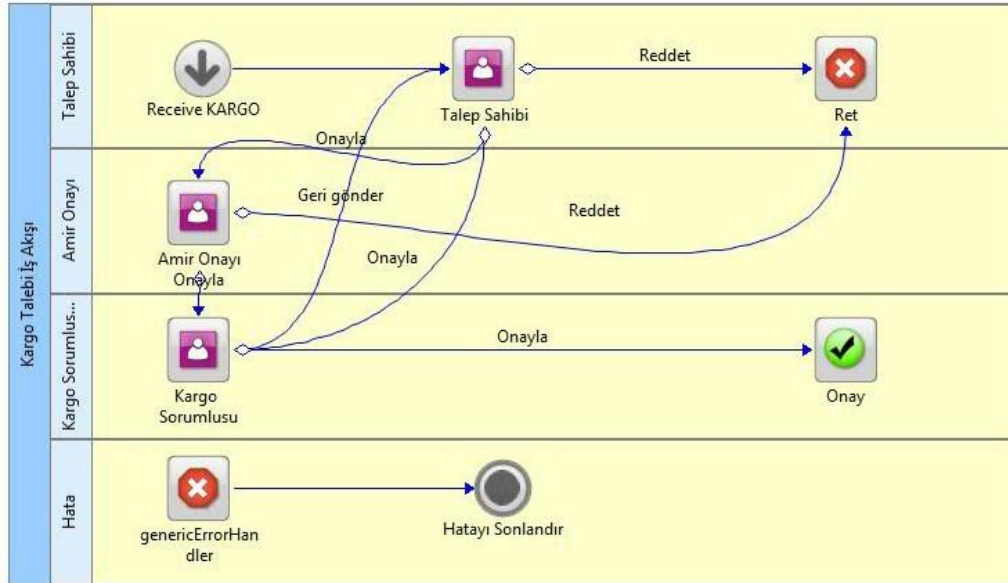 Kargo Talebi İş Akışı
Talep Sahibi
Receive KARGO
Talep Sahibi
Reddet
Ret
Onayla
Amir Onayı
Geri gönder
Reddet
Amir Onayı
Onayla
Onayla
Kargo Sorumlus...
Kargo
Sorumlusu
Onayla
Onay
Hata
genericErrorHan
dler
Hatayı Sonlandır